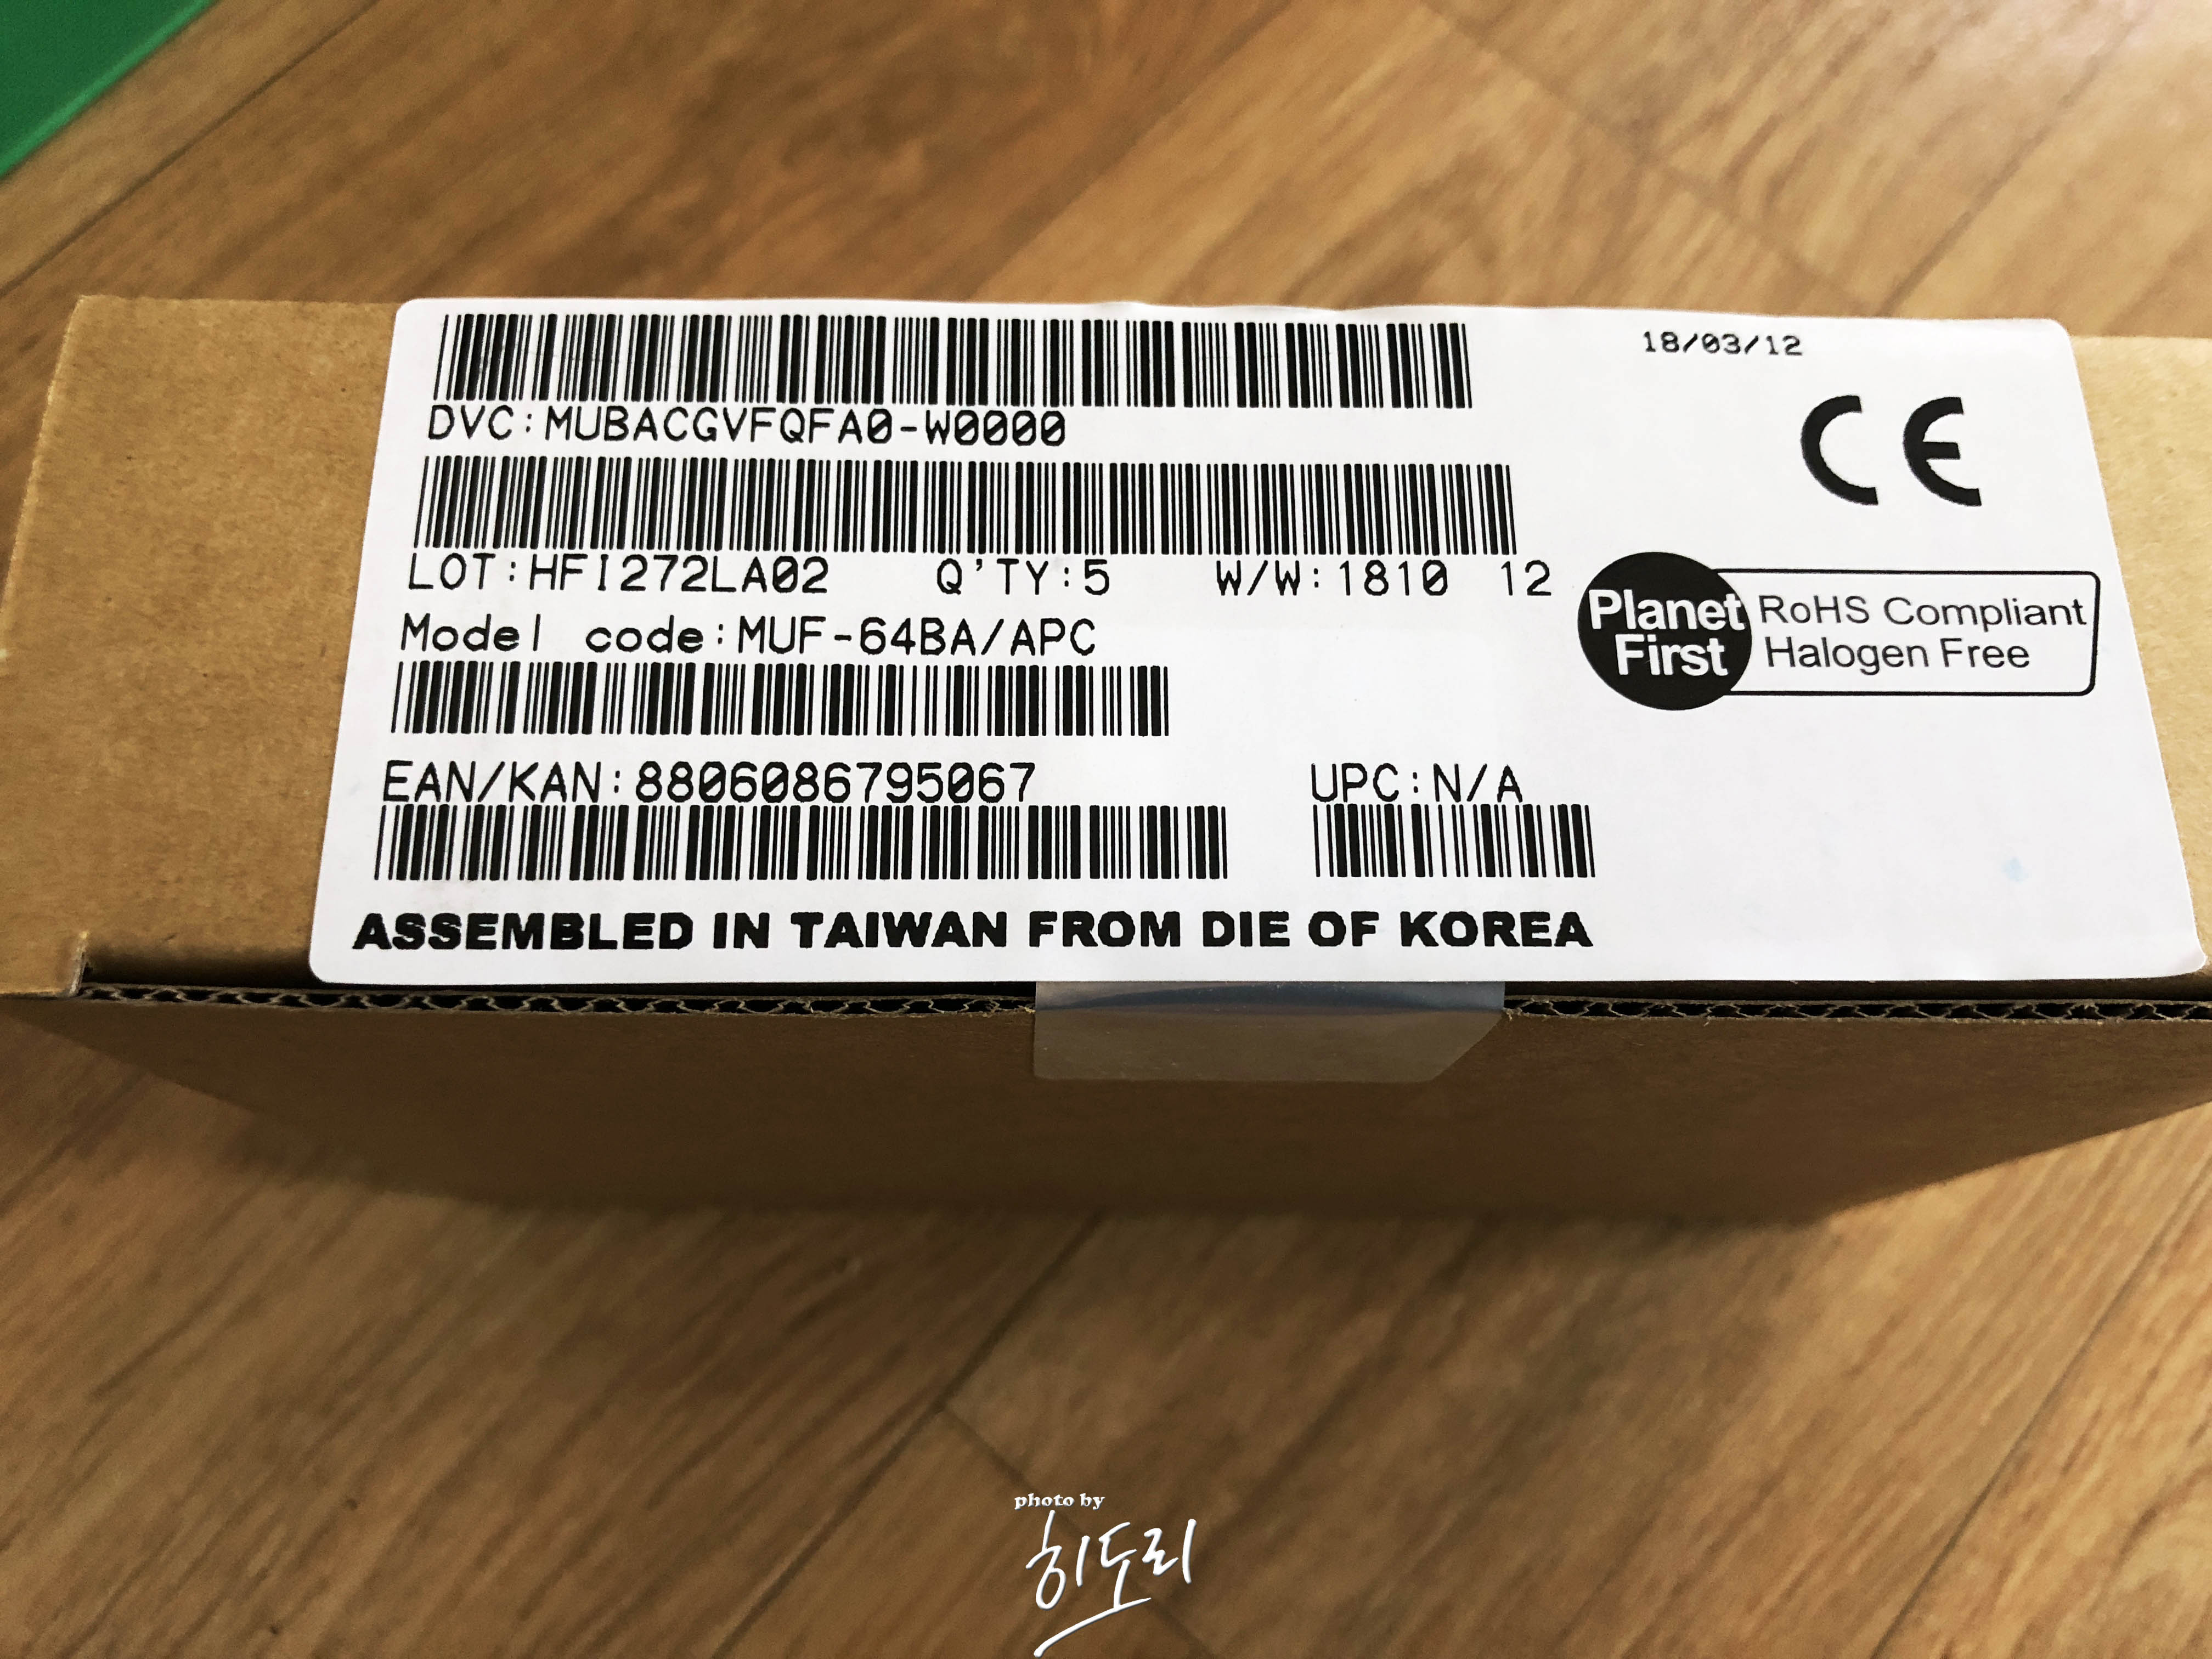 18/03/12
CE
DVC:MUBACGVFQFA0-W0000
LOT:HFI272LA02 Q'TY:5 W/W:1810 12
Planet First
RoHS Compliant
Halogen Free
Model code:MUF-64BA/APC
EAN/KAN:8806086795067 UPC:N/A
ASSEMBLED IN TAIWAN FROM DIE OF KOREA
photo by
히도리